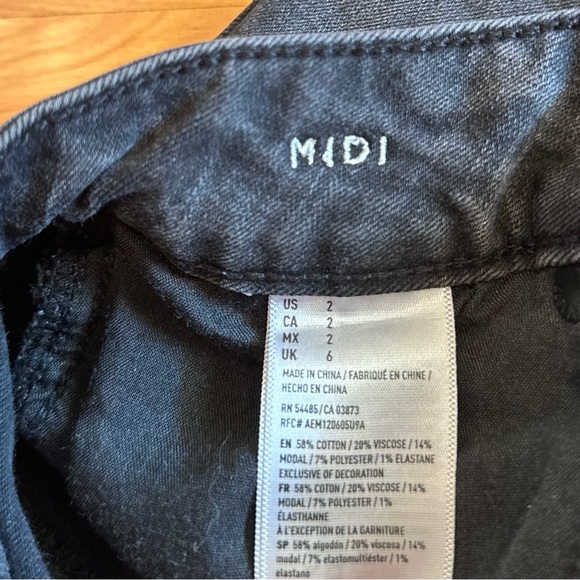 MIDI
US 2
CA 2
MX 2
UK 6
MADE IN CHINA / FABRIQUÉ EN CHINE /
HECHO EN CHINA
RN 54485/CA 03873
RFC# AEM120605U9A
EN 58% COTTON / 20% VISCOSE / 14%
MODAL / 7% POLYESTER / 1% ELASTANE
EXCLUSIVE OF DECORATION
FR 58% COTON / 20% VISCOSE / 14%
MODAL / 7% POLYESTER / 1%
ÉLASTHANNE
À L'EXCEPTION DE LA GARNITURE
SP 58% algodón / 20% viscosa / 14%
modal / 7% elastomultiéster / 1%
elastano